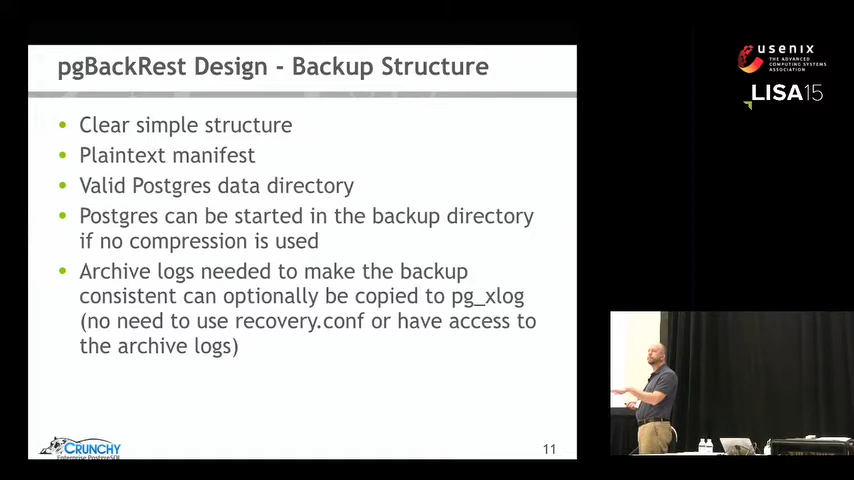 pgBackRest Design - Backup Structure
• Clear simple structure
• Plaintext manifest
• Valid Postgres data directory
• Postgres can be started in the backup directory
if no compression is used
• Archive logs needed to make the backup
consistent can optionally be copied to pg_xlog
(no need to use recovery.conf or have access to
the archive logs)
CRUNCHY
Enterprise PostgreSQL
11
usenix
THE ADVANCED
COMPUTING SYSTEMS
ASSOCIATION
LISA15